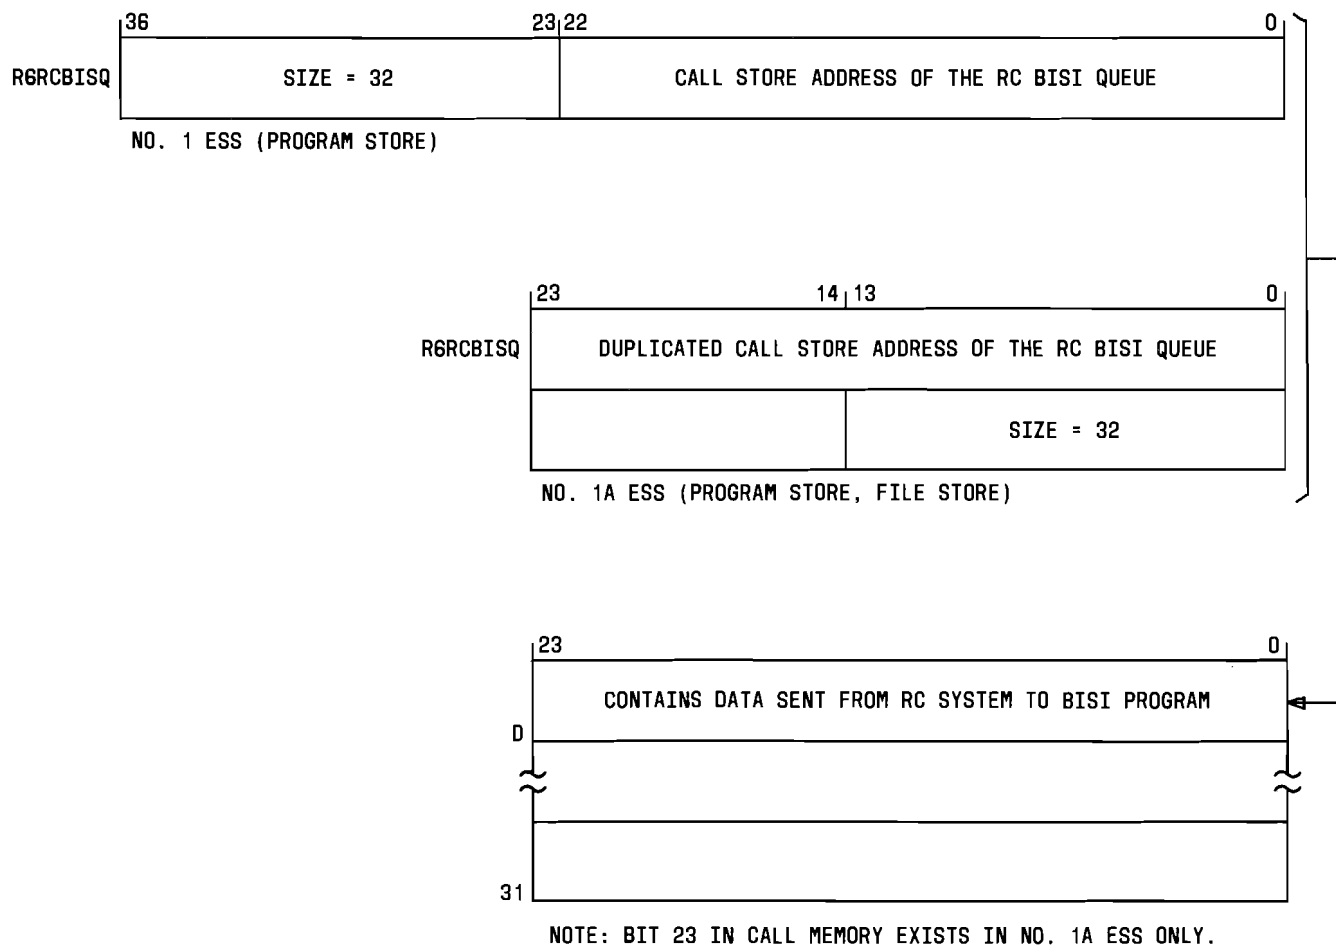 36 23 22 0
R6RCBISQ SIZE = 32 CALL STORE ADDRESS OF THE RC BISI QUEUE
NO. 1 ESS (PROGRAM STORE)
23 14 13 0
R6RCBISQ DUPLICATED CALL STORE ADDRESS OF THE RC BISI QUEUE
SIZE = 32
NO. 1A ESS (PROGRAM STORE, FILE STORE)
23 0
CONTAINS DATA SENT FROM RC SYSTEM TO BISI PROGRAM
D
31
NOTE: BIT 23 IN CALL MEMORY EXISTS IN NO. 1A ESS ONLY.